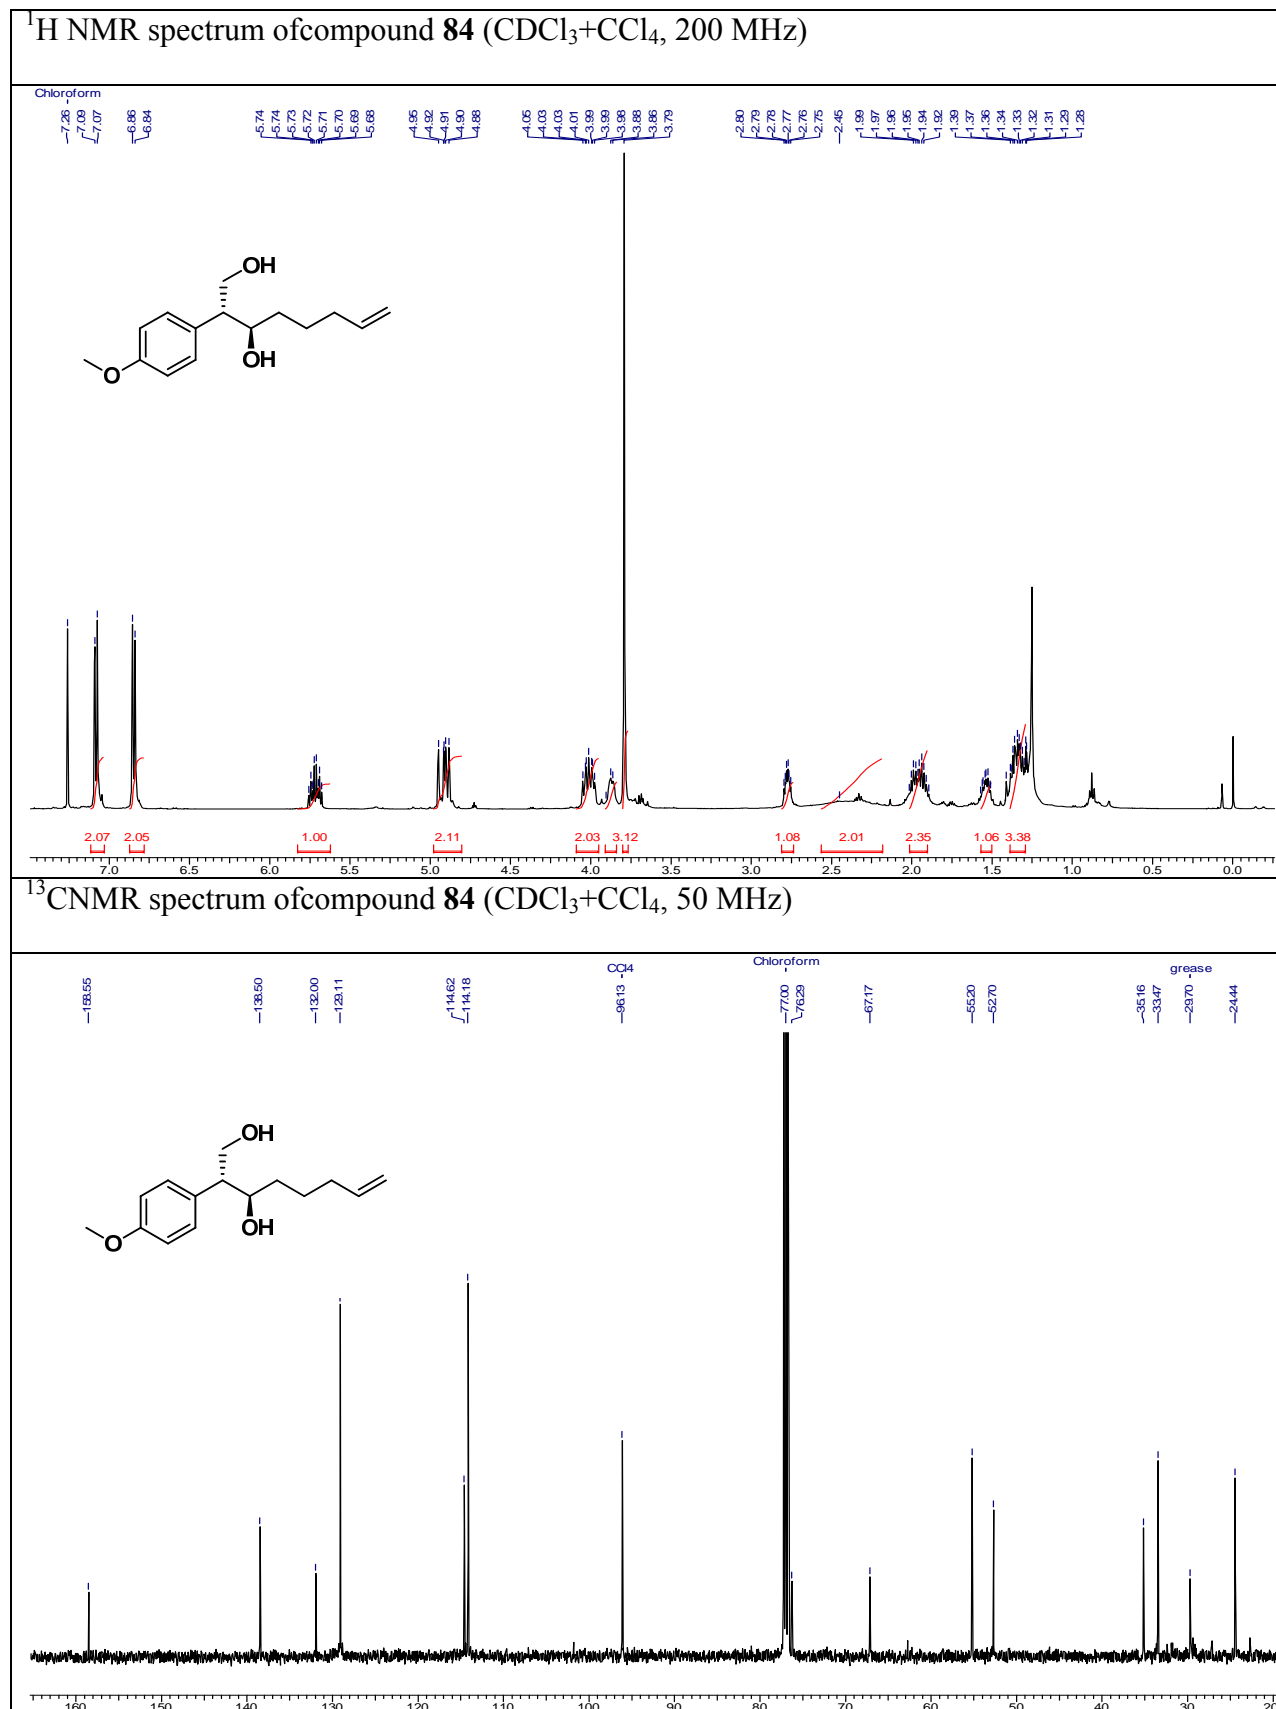 1H NMR spectrum ofcompound 84 (CDCl3+CCl4, 200 MHz)
Chloroform
7.26 7.09 7.07 6.86 6.84 5.74 5.74 5.73 5.72 5.71 5.70 5.69 5.68 4.95 4.92 4.91 4.90 4.88 4.05 4.03 4.03 4.01 3.99 3.99 3.98 3.88 3.86 3.79 2.80 2.79 2.78 2.77 2.76 2.75 2.45 1.99 1.97 1.96 1.95 1.94 1.92 1.39 1.37 1.36 1.34 1.33 1.32 1.31 1.29 1.28
OH
OH
O
2.07 2.05 1.00 2.11 2.03 3.12 1.08 2.01 2.35 1.06 3.38
7.0 6.5 6.0 5.5 5.0 4.5 4.0 3.5 3.0 2.5 2.0 1.5 1.0 0.5 0.0
13CNMR spectrum ofcompound 84 (CDCl3+CCl4, 50 MHz)
CCl4 Chloroform grease
158.55 138.50 132.00 129.11 114.62 114.18 96.13 77.00 76.29 67.17 55.20 52.70 35.16 33.47 29.70 24.44
OH
OH
O
160 150 140 130 120 110 100 90 80 70 60 50 40 30 20